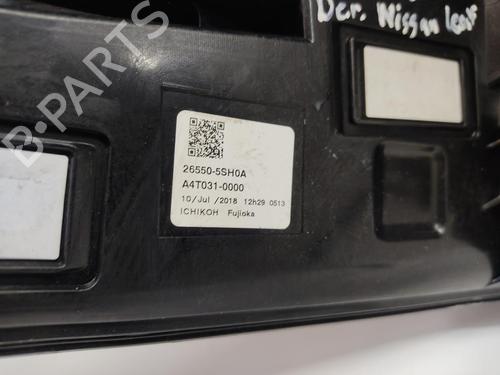 Der. Nissan leaf
B-PARTS
26550-5SH0A
A4T031-0000
10/Jul /2018 12h29 0513
ICHIKOH Fujioka